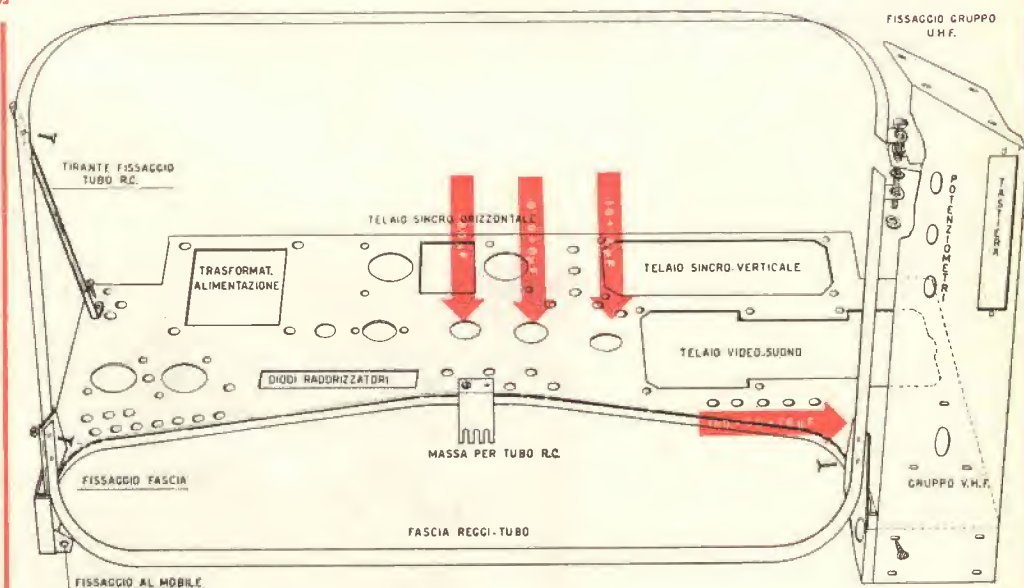 FISSAGGIO GRUPPO
U.H.F.
TIRANTE FISSAGGIO
TUBO R.C.
TELAIO SINCRO ORIZZONTALE
POTENZIOMETRI
TASTIERA
TRASFORMAT.
ALIMENTAZIONE
TELAIO SINCRO-VERTICALE
TELAIO VIDEO-SUONO
DIODI RADDRIZZATORI
MASSA PER TUBO R.C.
FISSAGGIO FASCIA
GRUPPO V.H.F.
FASCIA REGGI-TUBO
FISSAGGIO AL MOBILE